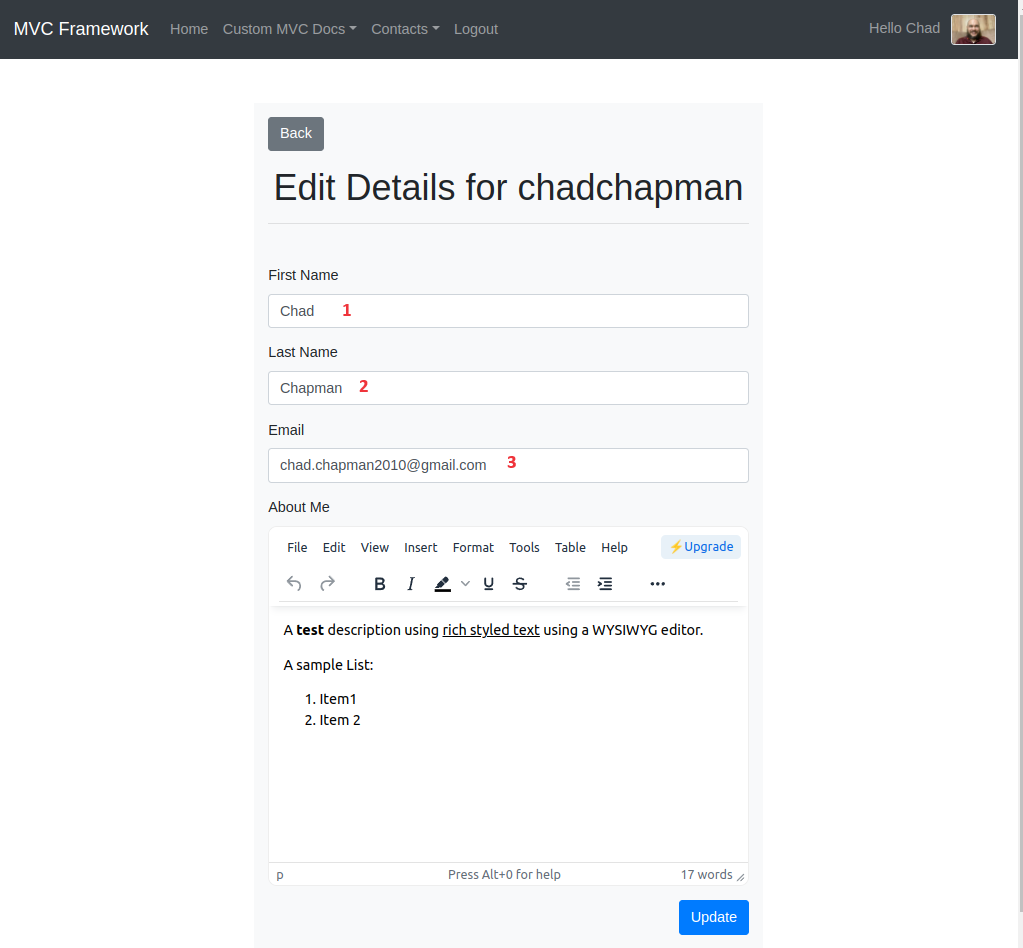 MVC Framework Home Custom MVC Docs Contacts Logout Hello Chad
Back
Edit Details for chadchapman
First Name
Chad 1
Last Name
Chapman 2
Email
chad.chapman2010@gmail.com 3
About Me
File Edit View Insert Format Tools Table Help ⚡Upgrade
B I U S ...
A test description using rich styled text using a WYSIWYG editor.
A sample List:
1. Item1
2. Item 2
p Press Alt+0 for help 17 words
Update